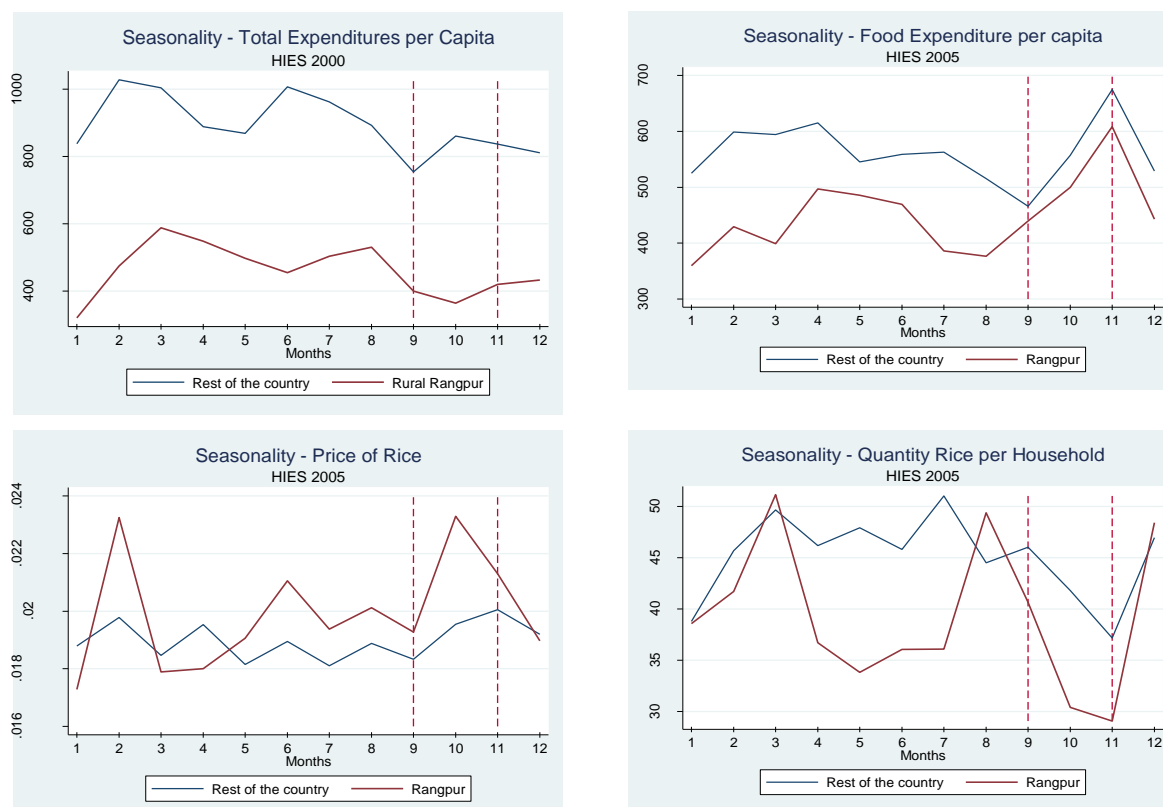 Seasonality - Total Expenditures per Capita
HIES 2000
1000
800
600
400
1 2 3 4 5 6 7 8 9 10 11 12
Months
Rest of the country Rural Rangpur
Seasonality - Food Expenditure per capita
HIES 2005
700
600
500
400
300
1 2 3 4 5 6 7 8 9 10 11 12
Months
Rest of the country Rangpur
Seasonality - Price of Rice
HIES 2005
.024
.022
.02
.018
.016
1 2 3 4 5 6 7 8 9 10 11 12
Months
Rest of the country Rangpur
Seasonality - Quantity Rice per Household
HIES 2005
50
45
40
35
30
1 2 3 4 5 6 7 8 9 10 11 12
Months
Rest of the country Rangpur